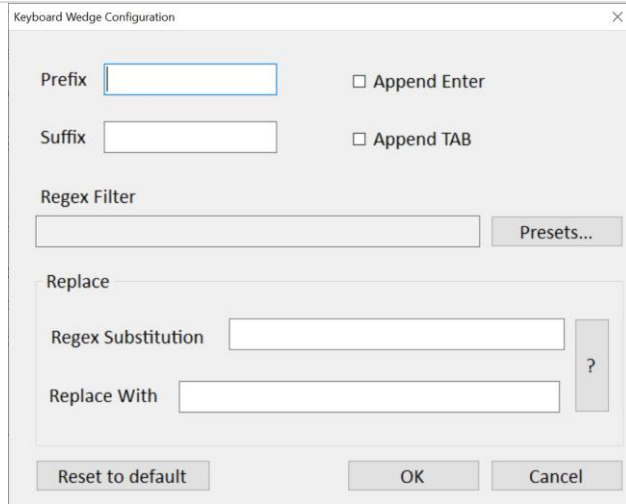 Keyboard Wedge Configuration
Prefix
Append Enter
Suffix
Append TAB
Regex Filter
Presets...
Replace
Regex Substitution
?
Replace With
Reset to default
OK
Cancel